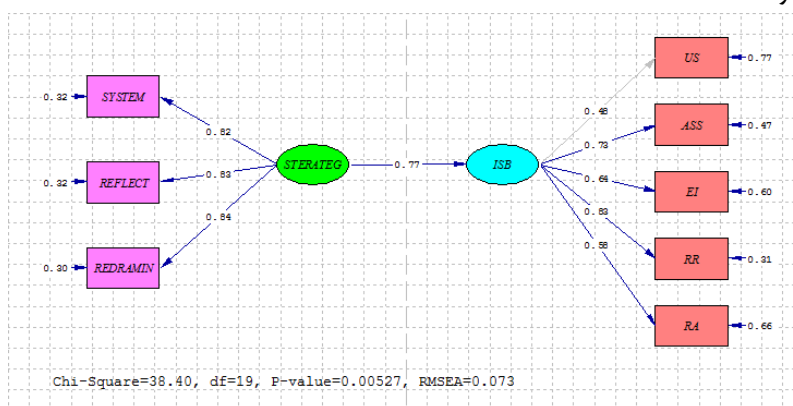 US
0.77
0.32
SYSTEM
0.48
0.82
ASS
0.47
0.73
STERATEG
0.77
ISB
0.32
REFLECT
0.83
0.64
EI
0.60
0.83
0.84
0.58
RR
0.31
0.30
REDRAMIN
RA
0.66
Chi-Square=38.40, df=19, P-value=0.00527, RMSEA=0.073